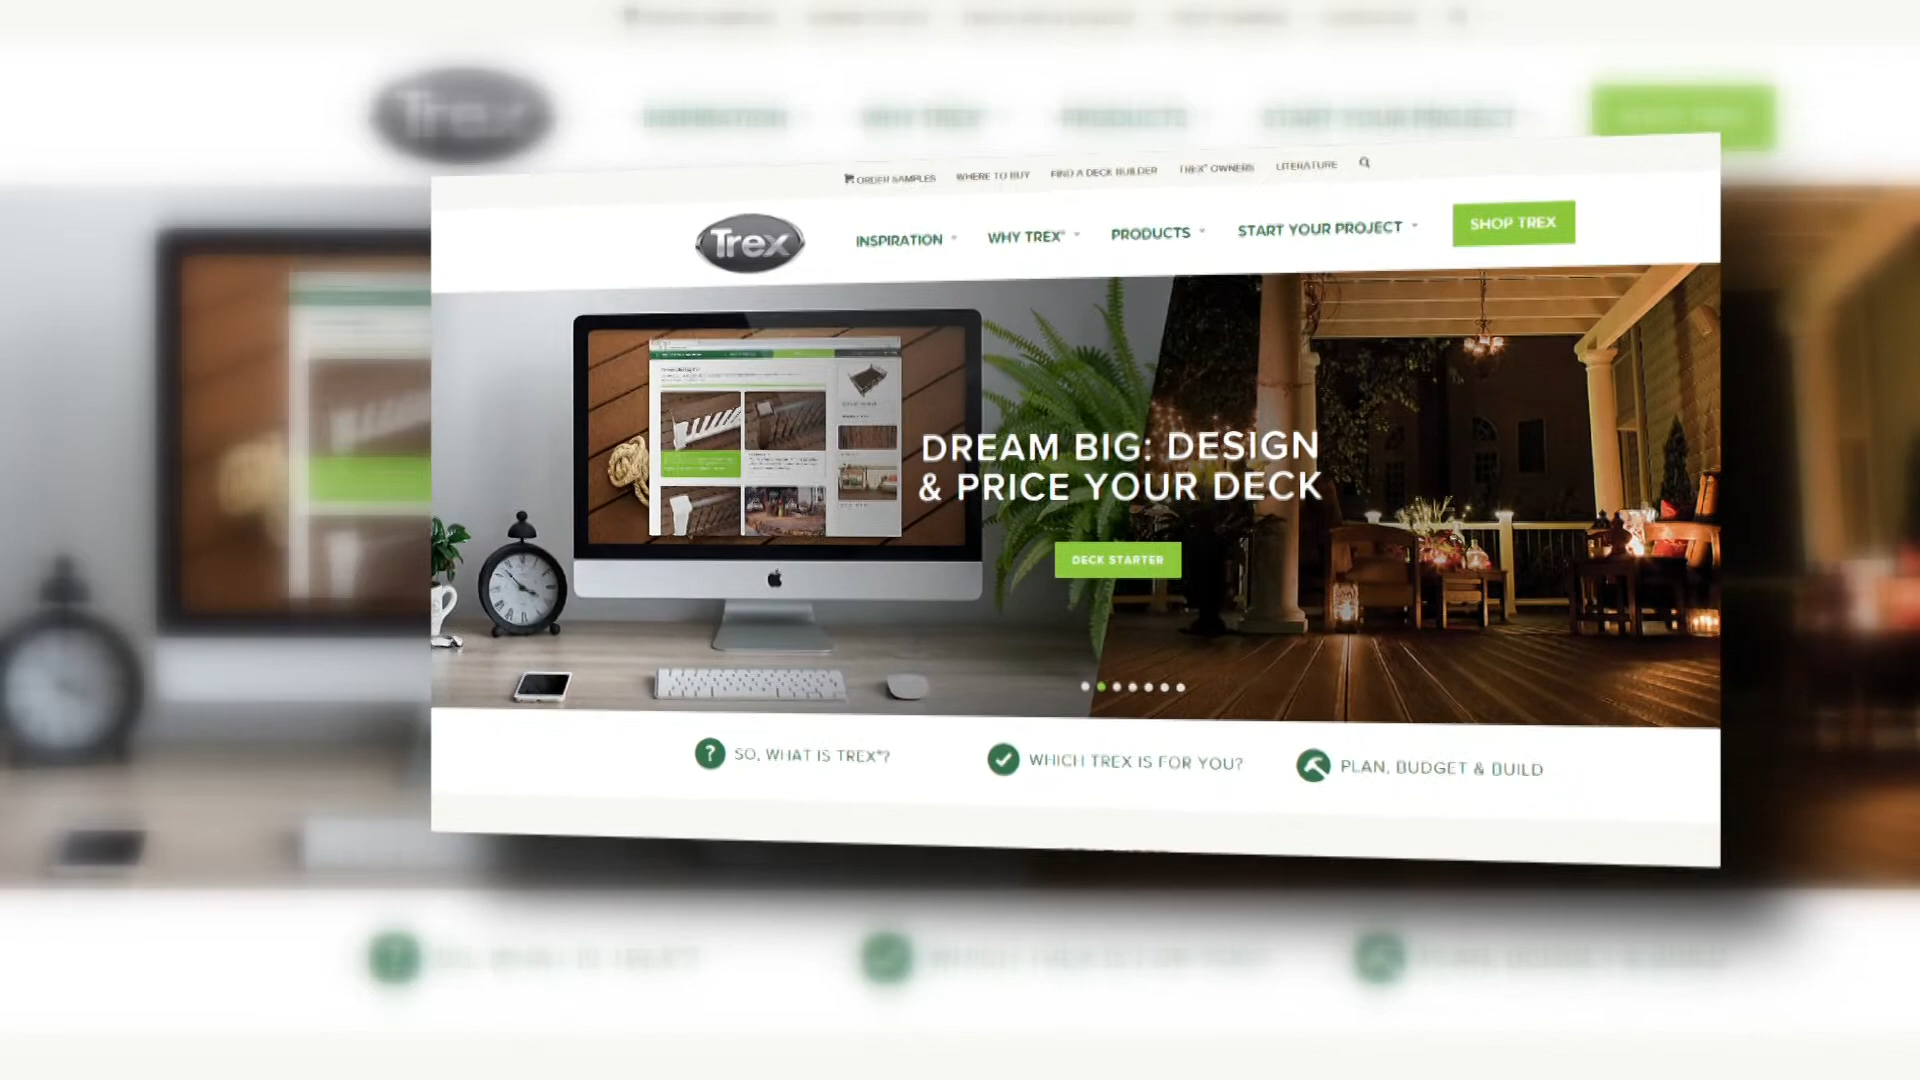 ORDER SAMPLES WHERE TO BUY FIND A DECK BUILDER TREX® OWNERS LITERATURE
Trex INSPIRATION WHY TREX® PRODUCTS START YOUR PROJECT SHOP TREX
DREAM BIG: DESIGN
& PRICE YOUR DECK
DECK STARTER
SO, WHAT IS TREX®? WHICH TREX IS FOR YOU? PLAN, BUDGET & BUILD